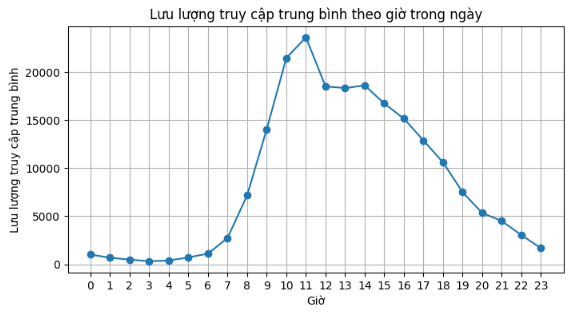 Lưu lượng truy cập trung bình theo giờ trong ngày
Lưu lượng truy cập trung bình
20000
15000
10000
5000
0
0 1 2 3 4 5 6 7 8 9 10 11 12 13 14 15 16 17 18 19 20 21 22 23
Giờ